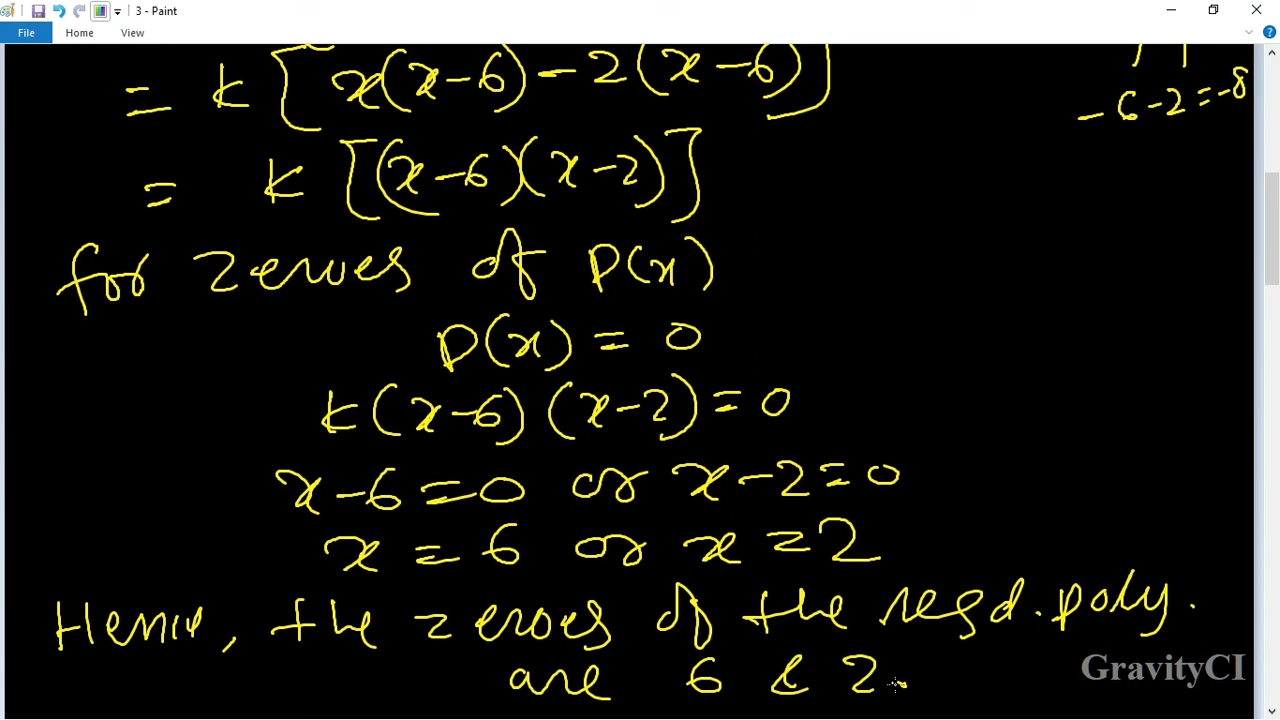 3 - Paint
File Home View
= k [ x(x-6) - 2(x-6) ]
- 6 - 2 = - 8
= k [(x-6)(x-2)]
for zeroes of P(x)
P(x) = 0
k(x-6)(x-2) = 0
x - 6 = 0 or x - 2 = 0
x = 6 or x = 2
Hence, the zeroes of the reqd. poly.
are 6 & 2.
GravityCI